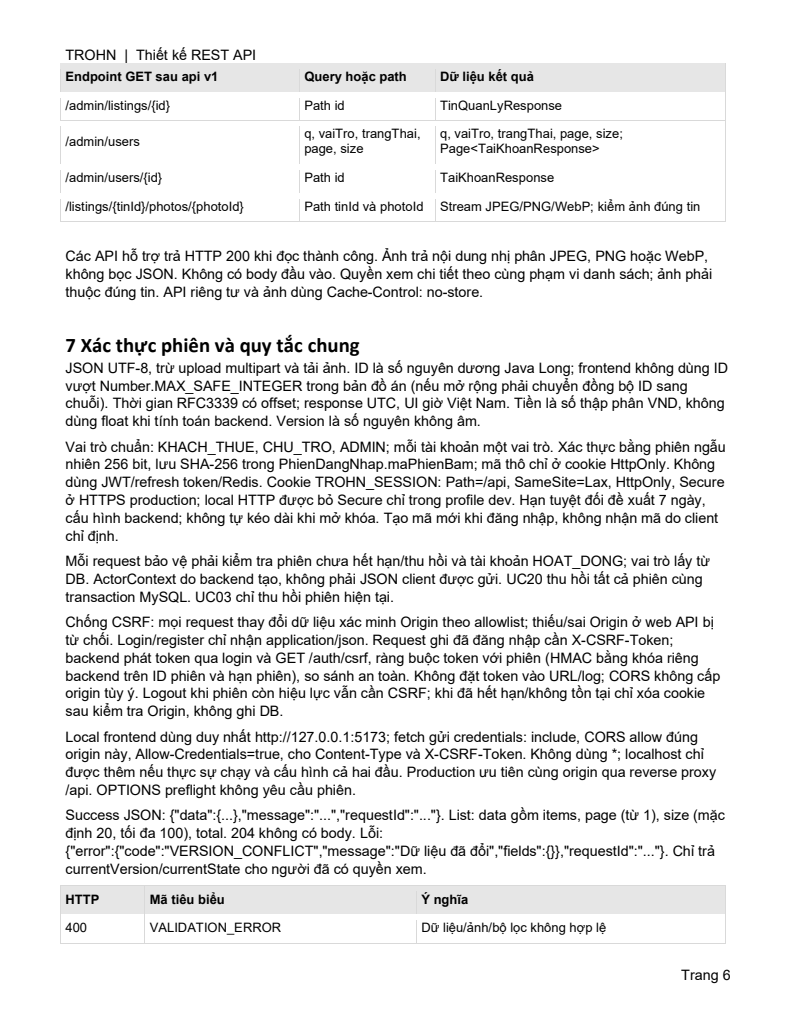 TROHN | Thiết kế REST API
Endpoint GET sau api v1 Query hoặc path Dữ liệu kết quả
/admin/listings/{id} Path id TinQuanLyResponse
/admin/users q, vaiTro, trangThai, page, size q, vaiTro, trangThai, page, size; Page<TaiKhoanResponse>
/admin/users/{id} Path id TaiKhoanResponse
/listings/{tinId}/photos/{photoId} Path tinId và photoId Stream JPEG/PNG/WebP; kiểm ảnh đúng tin
Các API hỗ trợ trả HTTP 200 khi đọc thành công. Ảnh trả nội dung nhị phân JPEG, PNG hoặc WebP,
không bọc JSON. Không có body đầu vào. Quyền xem chi tiết theo cùng phạm vi danh sách; ảnh phải
thuộc đúng tin. API riêng tư và ảnh dùng Cache-Control: no-store.
7 Xác thực phiên và quy tắc chung
JSON UTF-8, trừ upload multipart và tải ảnh. ID là số nguyên dương Java Long; frontend không dùng ID
vượt Number.MAX_SAFE_INTEGER trong bản đồ án (nếu mở rộng phải chuyển đồng bộ ID sang
chuỗi). Thời gian RFC3339 có offset; response UTC, UI giờ Việt Nam. Tiền là số thập phân VND, không
dùng float khi tính toán backend. Version là số nguyên không âm.
Vai trò chuẩn: KHACH_THUE, CHU_TRO, ADMIN; mỗi tài khoản một vai trò. Xác thực bằng phiên ngẫu
nhiên 256 bit, lưu SHA-256 trong PhienDangNhap.maPhienBam; mã thô chỉ ở cookie HttpOnly. Không
dùng JWT/refresh token/Redis. Cookie TROHN_SESSION: Path=/api, SameSite=Lax, HttpOnly, Secure
ở HTTPS production; local HTTP được bỏ Secure chỉ trong profile dev. Hạn tuyệt đối đề xuất 7 ngày,
cấu hình backend; không tự kéo dài khi mở khóa. Tạo mã mới khi đăng nhập, không nhận mã do client
chỉ định.
Mỗi request bảo vệ phải kiểm tra phiên chưa hết hạn/thu hồi và tài khoản HOAT_DONG; vai trò lấy từ
DB. ActorContext do backend tạo, không phải JSON client được gửi. UC20 thu hồi tất cả phiên cùng
transaction MySQL. UC03 chỉ thu hồi phiên hiện tại.
Chống CSRF: mọi request thay đổi dữ liệu xác minh Origin theo allowlist; thiếu/sai Origin ở web API bị
từ chối. Login/register chỉ nhận application/json. Request ghi đã đăng nhập cần X-CSRF-Token;
backend phát token qua login và GET /auth/csrf, ràng buộc token với phiên (HMAC bằng khóa riêng
backend trên ID phiên và hạn phiên), so sánh an toàn. Không đặt token vào URL/log; CORS không cấp
origin tùy ý. Logout khi phiên còn hiệu lực vẫn cần CSRF; khi đã hết hạn/không tồn tại chỉ xóa cookie
sau kiểm tra Origin, không ghi DB.
Local frontend dùng duy nhất http://127.0.0.1:5173; fetch gửi credentials: include, CORS allow đúng
origin này, Allow-Credentials=true, cho Content-Type và X-CSRF-Token. Không dùng *; localhost chỉ
được thêm nếu thực sự chạy và cấu hình cả hai đầu. Production ưu tiên cùng origin qua reverse proxy
/api. OPTIONS preflight không yêu cầu phiên.
Success JSON: {"data":{...},"message":"...","requestId":"..."}. List: data gồm items, page (từ 1), size (mặc
định 20, tối đa 100), total. 204 không có body. Lỗi:
{"error":{"code":"VERSION_CONFLICT","message":"Dữ liệu đã đổi","fields":{}},"requestId":"..."}. Chỉ trả
currentVersion/currentState cho người đã có quyền xem.
HTTP Mã tiêu biểu Ý nghĩa
400 VALIDATION_ERROR Dữ liệu/ảnh/bộ lọc không hợp lệ
Trang 6